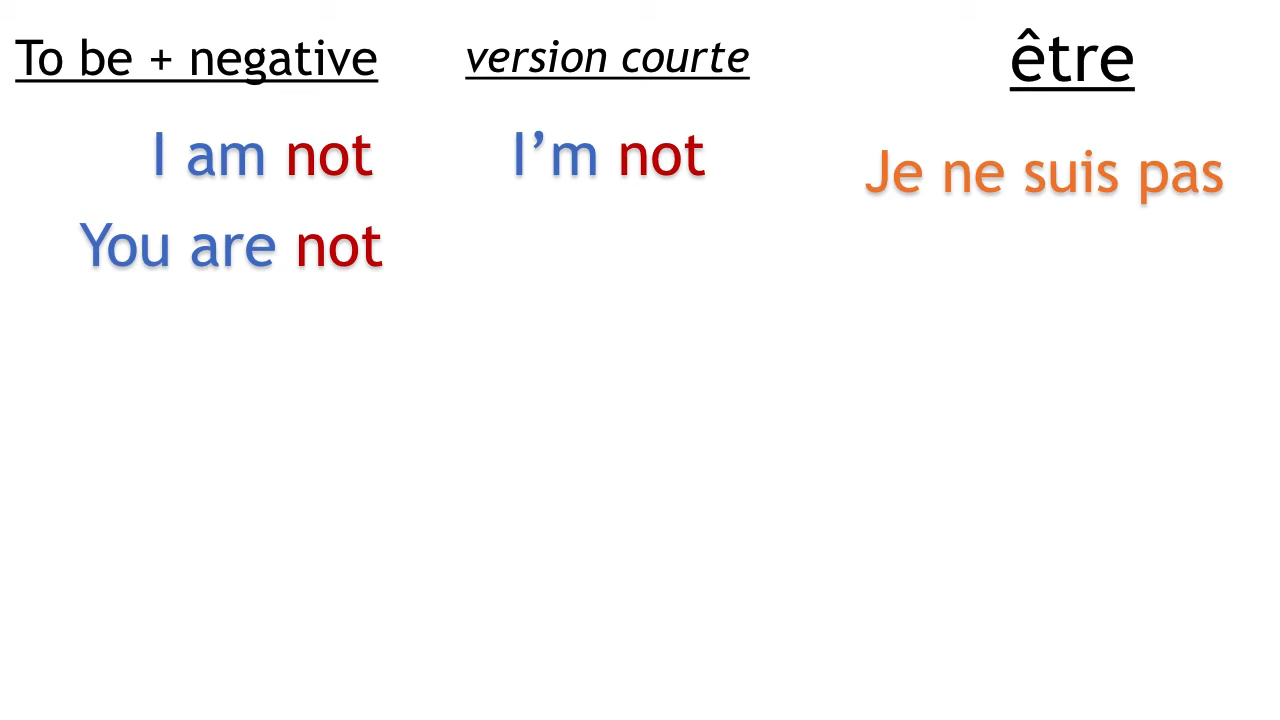 To be + negative
version courte
être
I am not
I’m not
Je ne suis pas
You are not